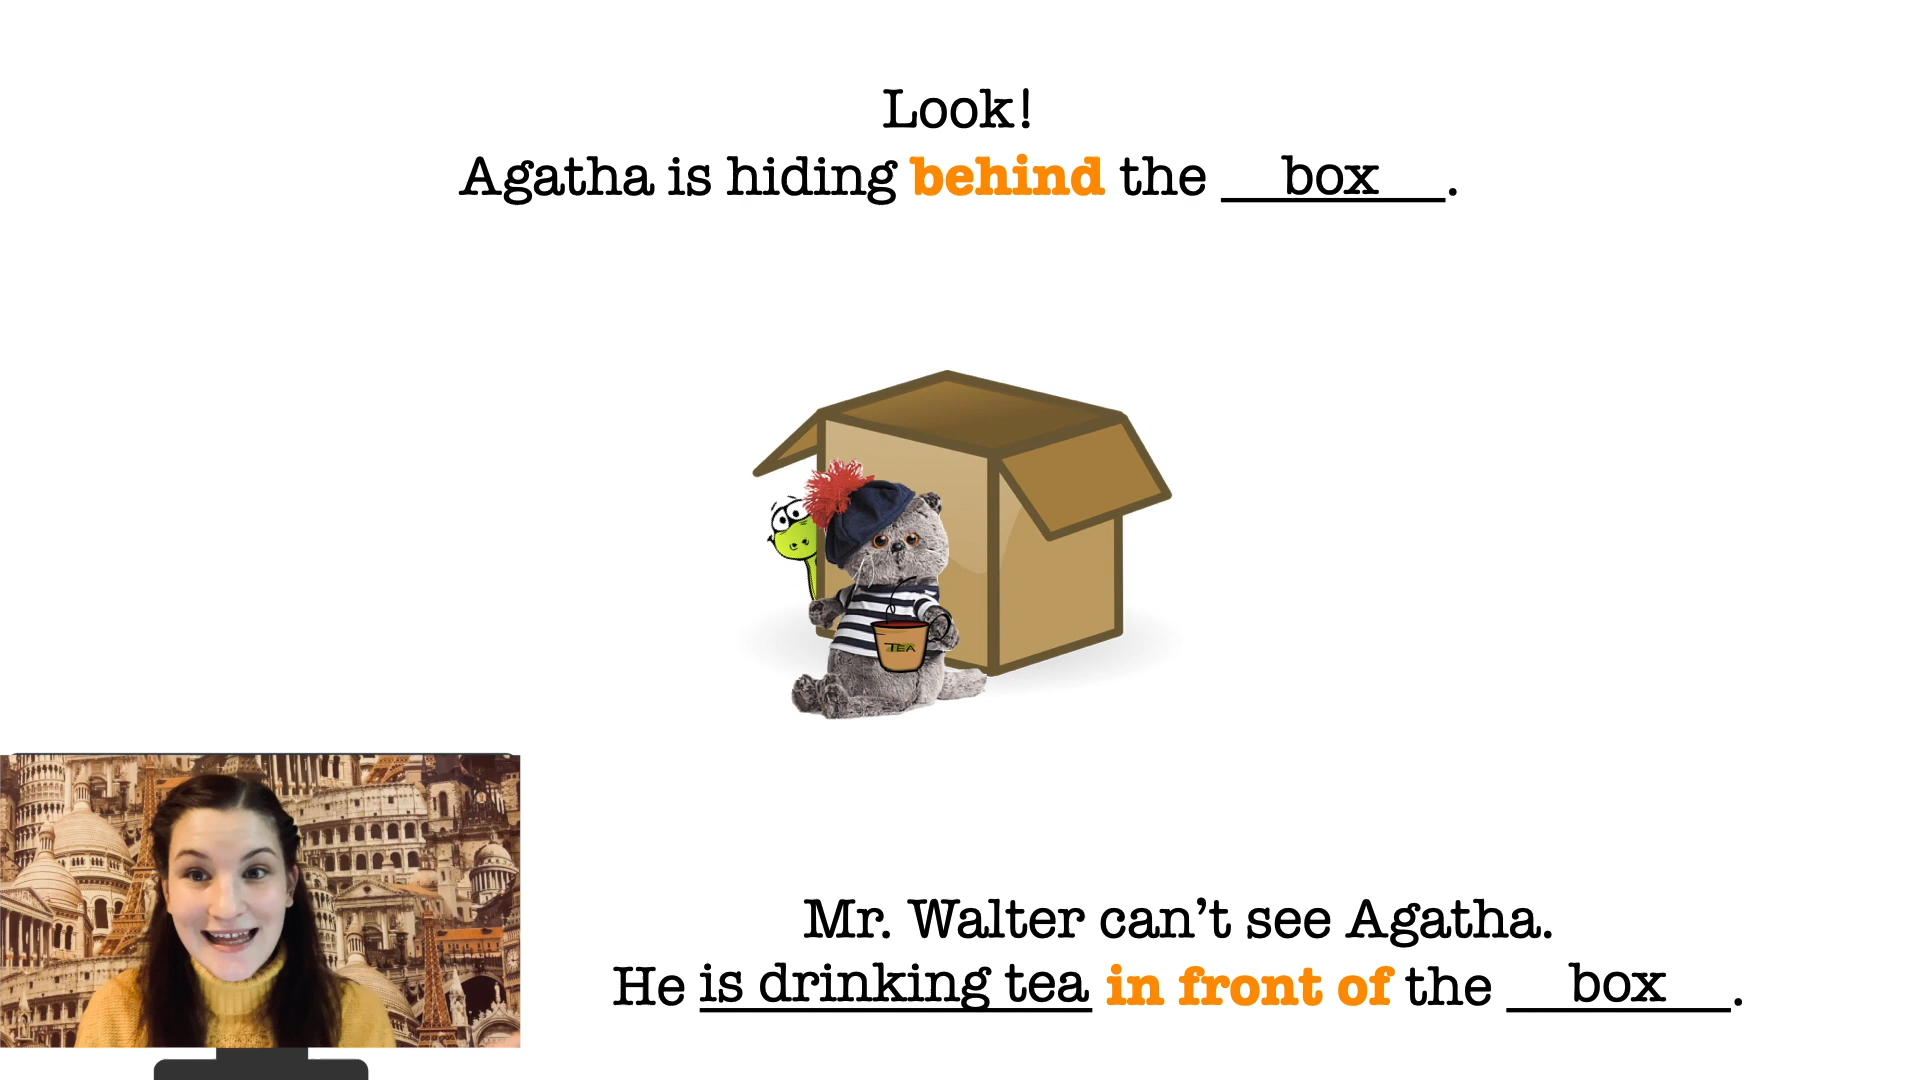 Look!
Agatha is hiding behind the box.
TEA
Mr. Walter can't see Agatha.
He is drinking tea in front of the box.